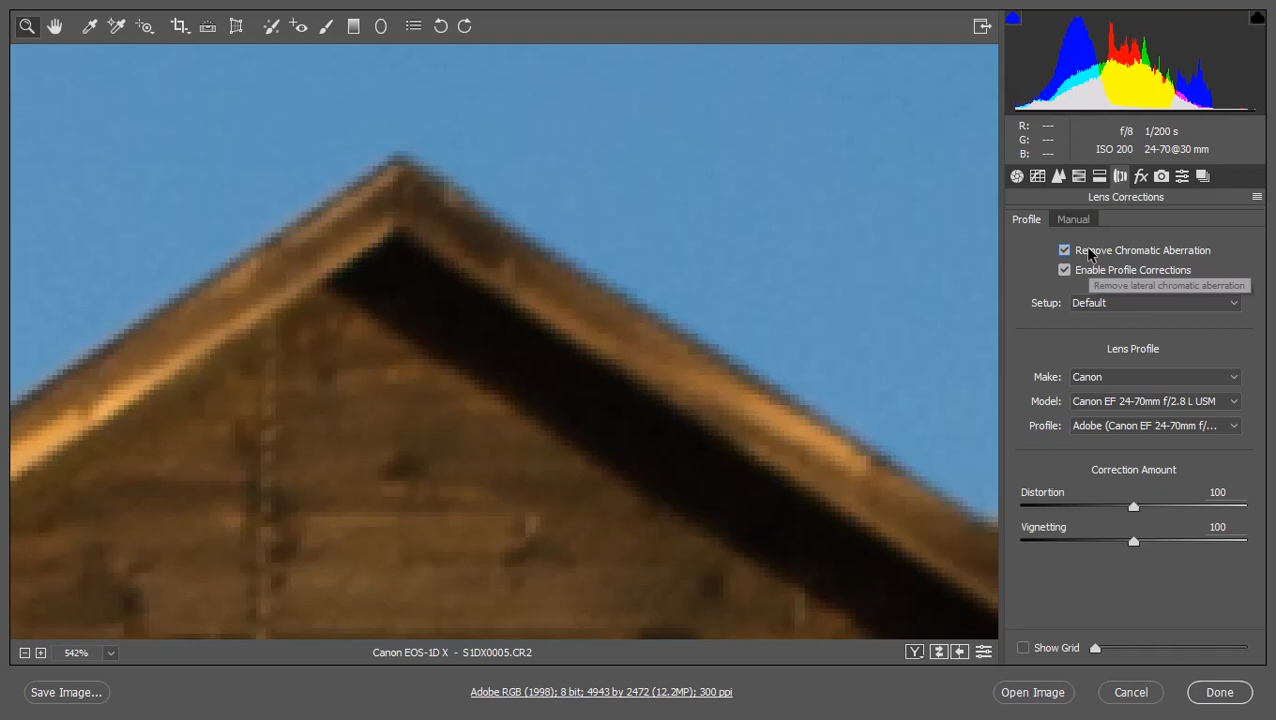 R: ---
G: ---
B: ---
f/8 1/200 s
ISO 200 24-70@30 mm
fx
Lens Corrections
Profile Manual
Remove Chromatic Aberration
Enable Profile Corrections
Remove lateral chromatic aberration
Setup: Default
Lens Profile
Make: Canon
Model: Canon EF 24-70mm f/2.8 L USM
Profile: Adobe (Canon EF 24-70mm f/...
Correction Amount
Distortion 100
Vignetting 100
542% Canon EOS-1D X - S1DX0005.CR2 Y
Show Grid
Save Image... Adobe RGB (1998); 8 bit; 4943 by 2472 (12.2MP); 300 ppi Open Image Cancel Done